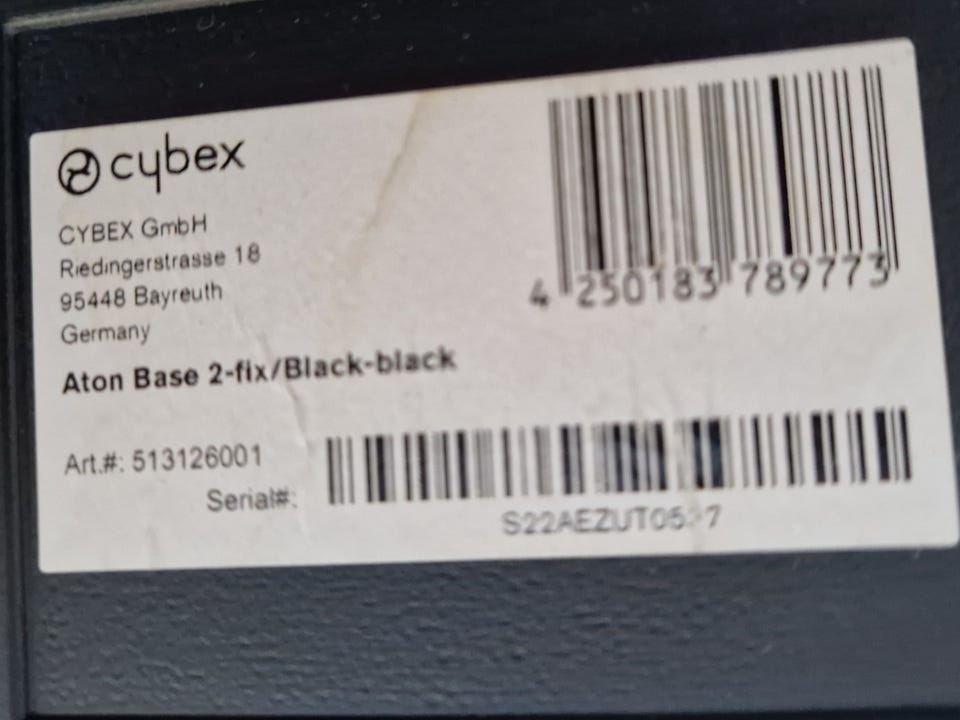 cybex
CYBEX GmbH
Riedingerstrasse 18
95448 Bayreuth
Germany
4 250183 789773
Aton Base 2-fix/Black-black
Art.#: 513126001
Serial#: